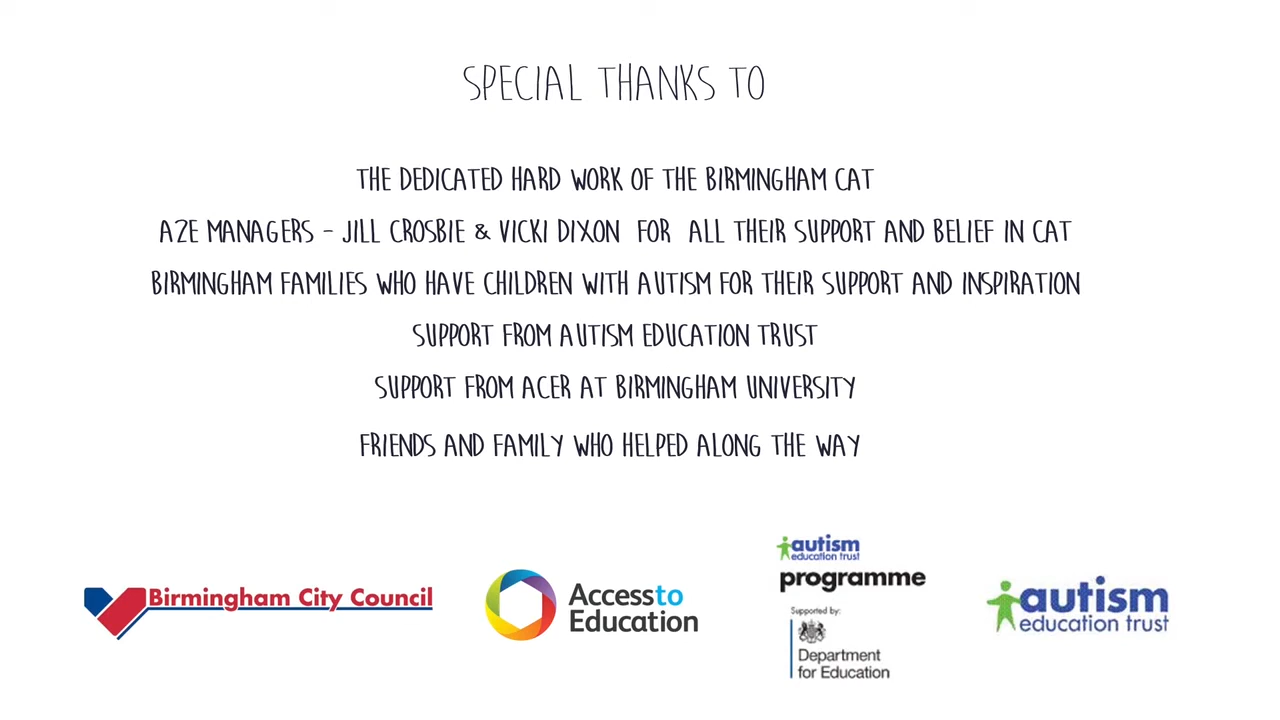 SPECIAL THANKS TO
THE DEDICATED HARD WORK OF THE BIRMINGHAM CAT
A2E MANAGERS - JILL CROSBIE & VICKI DIXON FOR ALL THEIR SUPPORT AND BELIEF IN CAT
BIRMINGHAM FAMILIES WHO HAVE CHILDREN WITH AUTISM FOR THEIR SUPPORT AND INSPIRATION
SUPPORT FROM AUTISM EDUCATION TRUST
SUPPORT FROM ACER AT BIRMINGHAM UNIVERSITY
FRIENDS AND FAMILY WHO HELPED ALONG THE WAY
Birmingham City Council
Accessto
Education
autism
education trust
programme
Supported by:
Department
for Education
autism
education trust